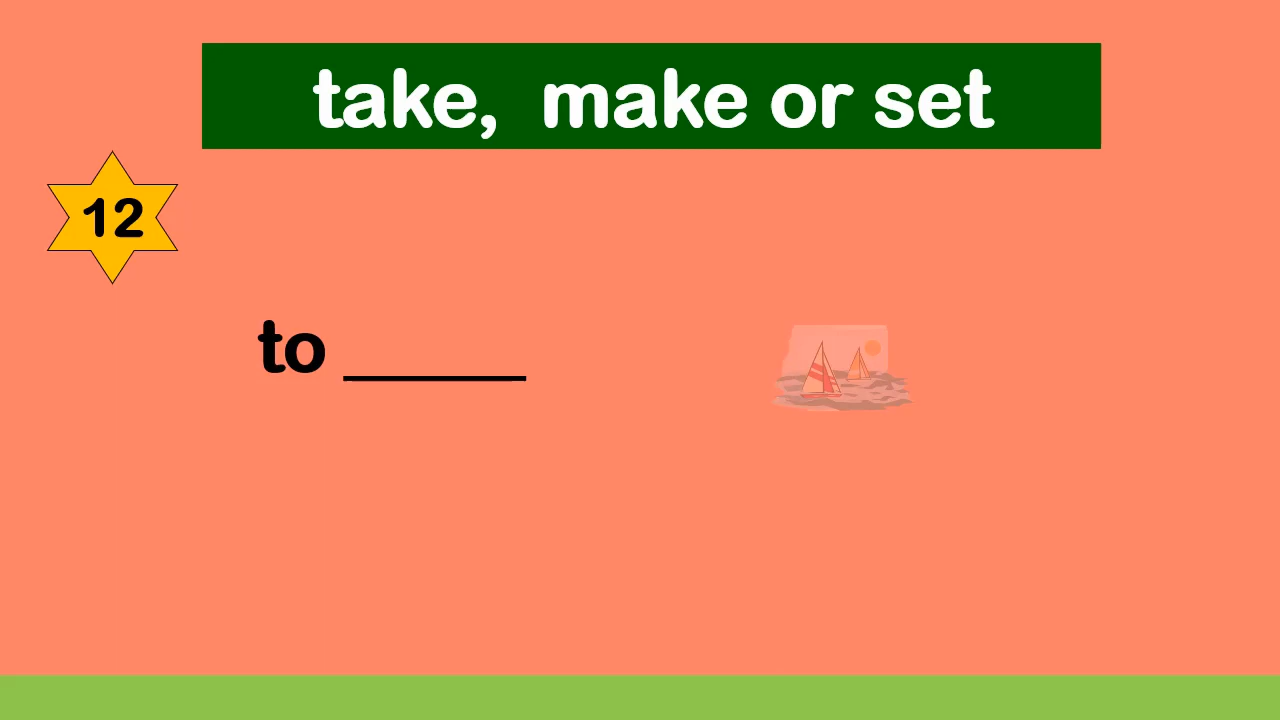 take, make or set
12
to _____